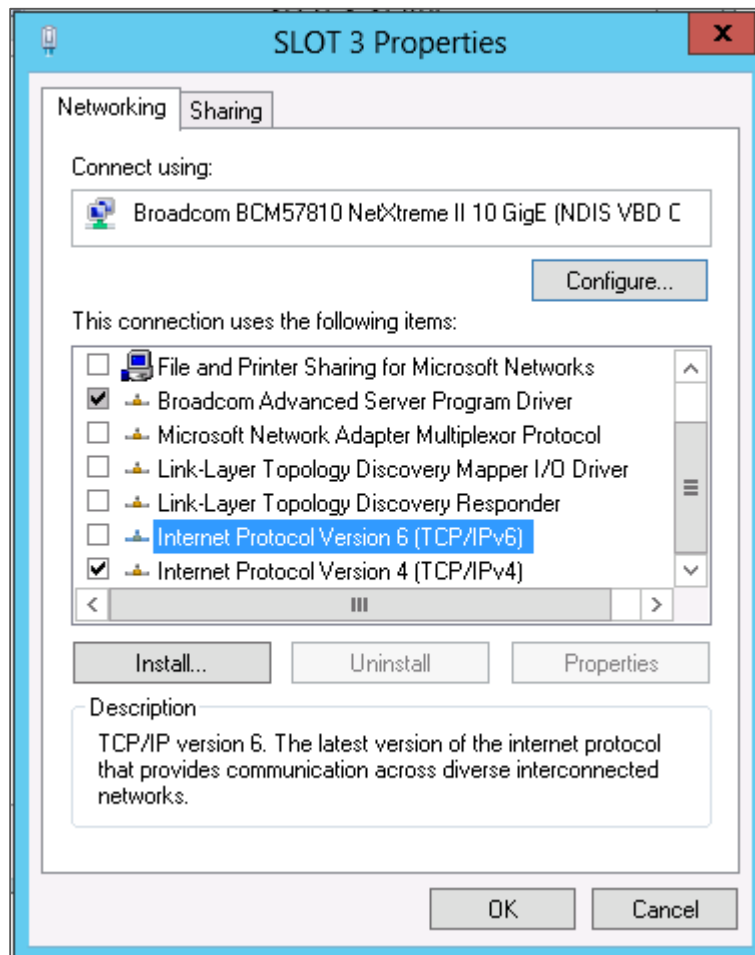 SLOT 3 Properties
x
Networking
Sharing
Connect using:
Broadcom BCM57810 NetXtreme II 10 GigE (NDIS VBD C
Configure...
This connection uses the following items:
File and Printer Sharing for Microsoft Networks
Broadcom Advanced Server Program Driver
Microsoft Network Adapter Multiplexor Protocol
Link-Layer Topology Discovery Mapper I/O Driver
Link-Layer Topology Discovery Responder
Internet Protocol Version 6 (TCP/IPv6)
Internet Protocol Version 4 (TCP/IPv4)
Install...
Uninstall
Properties
Description
TCP/IP version 6. The latest version of the internet protocol
that provides communication across diverse interconnected
networks.
OK
Cancel